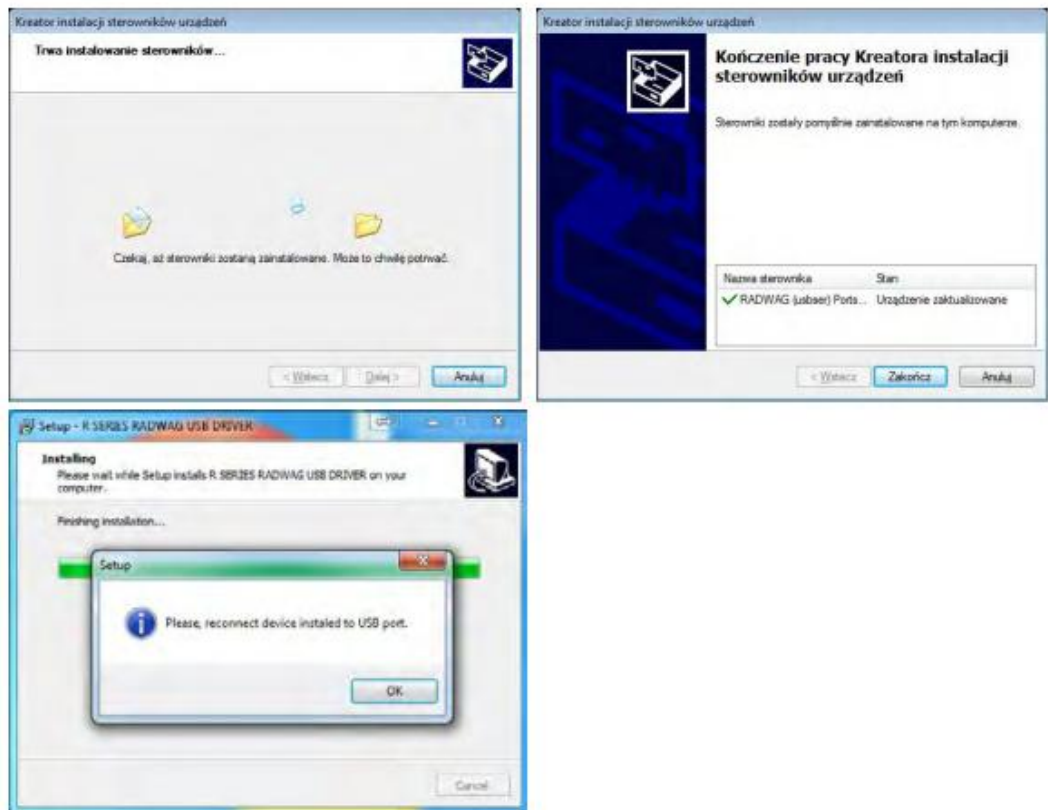 Kreator instalacji sterowników urządzeń
Trwa instalowanie sterowników...
Czekaj, aż sterowniki zostaną zainstalowane. Może to chwilę potrwać.
< Wstecz
Dalej >
Anuluj
Kreator instalacji sterowników urządzeń
Kończenie pracy Kreatora instalacji
sterowników urządzeń
Sterowniki zostały pomyślnie zainstalowane na tym komputerze.
Nazwa sterownika Stan
RADWAG (usbser) Ports... Urządzenie zaktualizowane
< Wstecz
Zakończ
Anuluj
Setup - R SERIES RADWAG USB DRIVER
Installing
Please wait while Setup installs R SERIES RADWAG USB DRIVER on your
computer.
Finishing installation...
Setup
Please, reconnect device instaled to USB port.
OK
Cancel